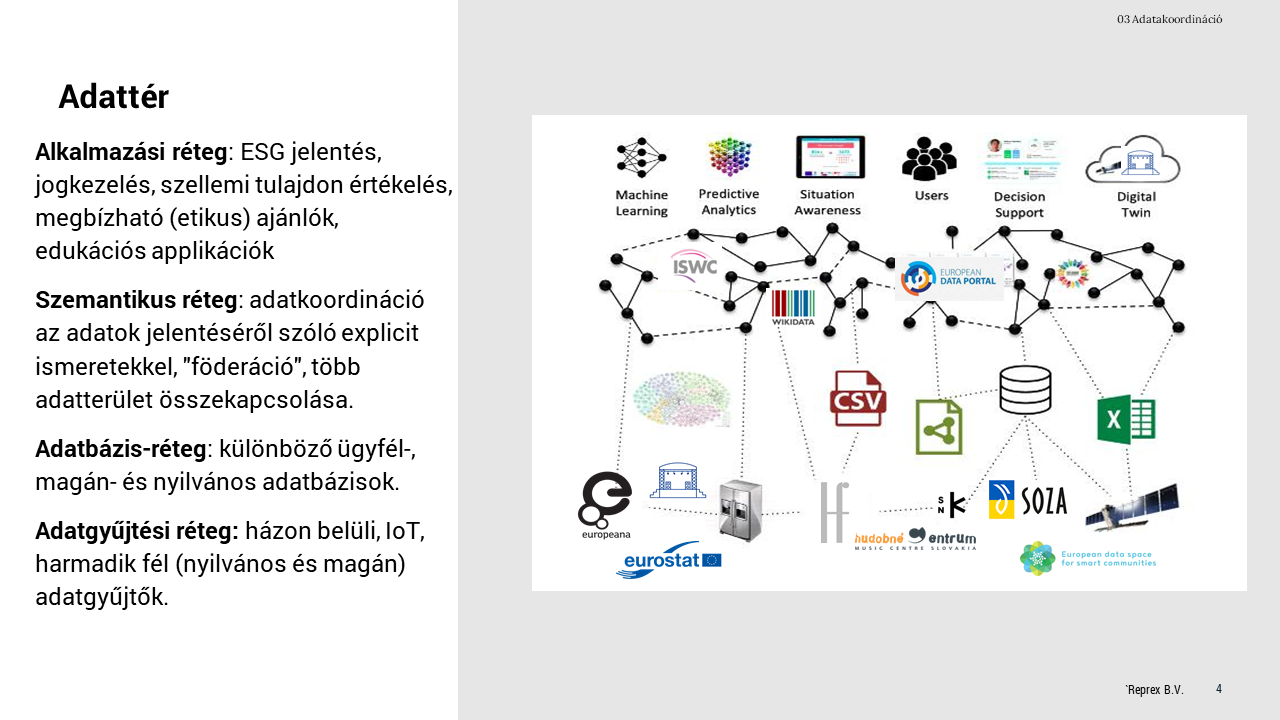 03 Adatakoordináció
Adattér
Alkalmazási réteg: ESG jelentés,
jogkezelés, szellemi tulajdon értékelés,
megbízható (etikus) ajánlók,
edukációs applikációk
Szemantikus réteg: adatkoordináció
az adatok jelentéséről szóló explicit
ismeretekkel, "föderáció", több
adatterület összekapcsolása.
Adatbázis-réteg: különböző ügyfél-,
magán- és nyilvános adatbázisok.
Adatgyűjtési réteg: házon belüli, IoT,
harmadik fél (nyilvános és magán)
adatgyűjtők.
Machine
Learning
Predictive
Analytics
Situation
Awareness
Users
Decision
Support
Digital
Twin
ISWC
EUROPEAN
DATA PORTAL
WIKIDATA
CSV
X
europeana
eurostat
hf
hudobné centrum
MUSIC CENTRE SLOVAKIA
SNK
SOZA
European data space
for smart communities
`Reprex B.V.
4